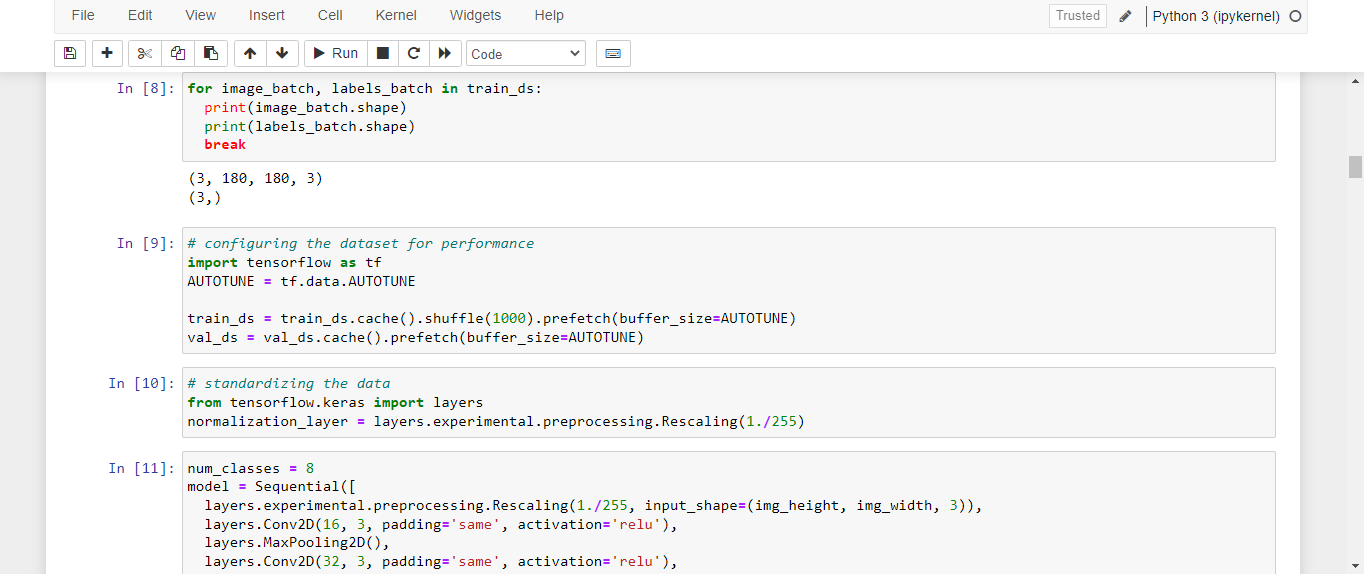 File Edit View Insert Cell Kernel Widgets Help Trusted Python 3 (ipykernel)
Run Code
In [8]: for image_batch, labels_batch in train_ds:
  print(image_batch.shape)
  print(labels_batch.shape)
  break
(3, 180, 180, 3)
(3,)
In [9]: # configuring the dataset for performance
import tensorflow as tf
AUTOTUNE = tf.data.AUTOTUNE
train_ds = train_ds.cache().shuffle(1000).prefetch(buffer_size=AUTOTUNE)
val_ds = val_ds.cache().prefetch(buffer_size=AUTOTUNE)
In [10]: # standardizing the data
from tensorflow.keras import layers
normalization_layer = layers.experimental.preprocessing.Rescaling(1./255)
In [11]: num_classes = 8
model = Sequential([
  layers.experimental.preprocessing.Rescaling(1./255, input_shape=(img_height, img_width, 3)),
  layers.Conv2D(16, 3, padding='same', activation='relu'),
  layers.MaxPooling2D(),
  layers.Conv2D(32, 3, padding='same', activation='relu'),